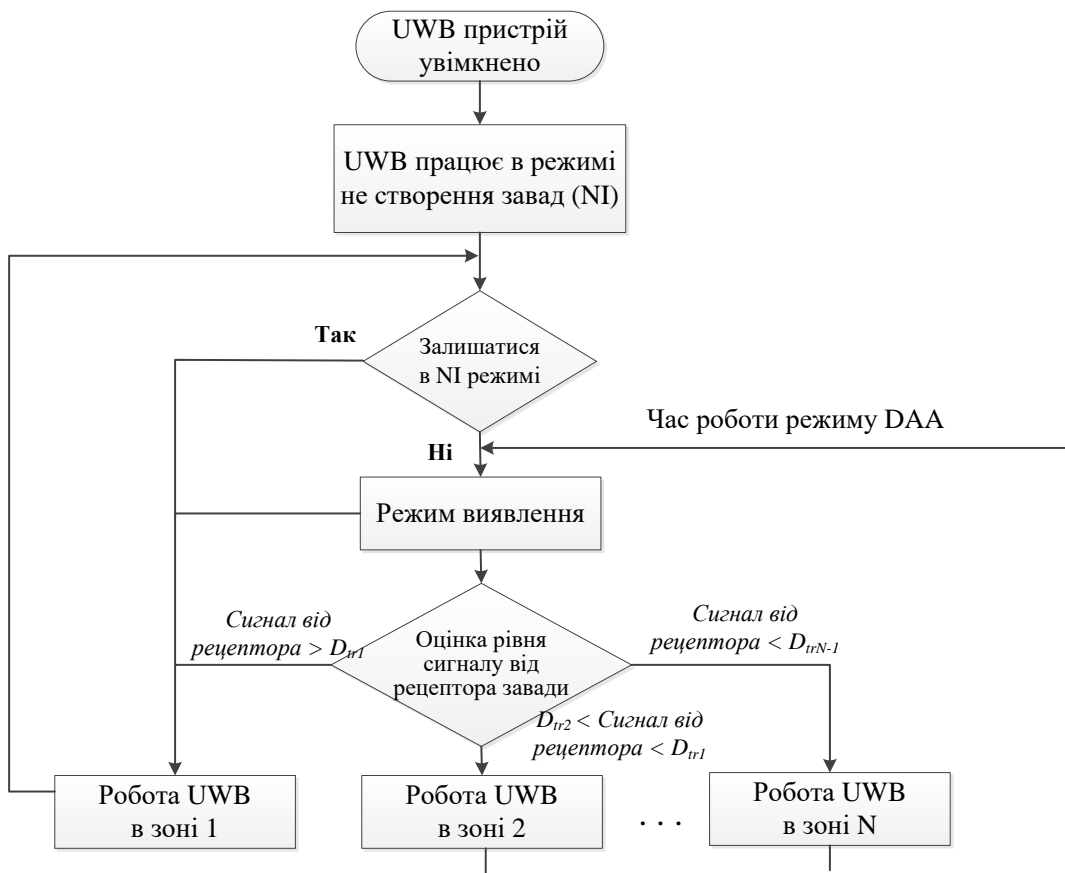 UWB пристрій
увімкнено
UWB працює в режимі
не створення завад (NI)
Так
Залишатися
в NI режимі
Час роботи режиму DAA
Ні
Режим виявлення
Сигнал від
рецептора > Dtr1
Оцінка рівня
сигналу від
рецептора завади
Сигнал від
рецептора < DtrN-1
Dtr2 < Сигнал від
рецептора < Dtr1
Робота UWB
в зоні 1
Робота UWB
в зоні 2
. . .
Робота UWB
в зоні N